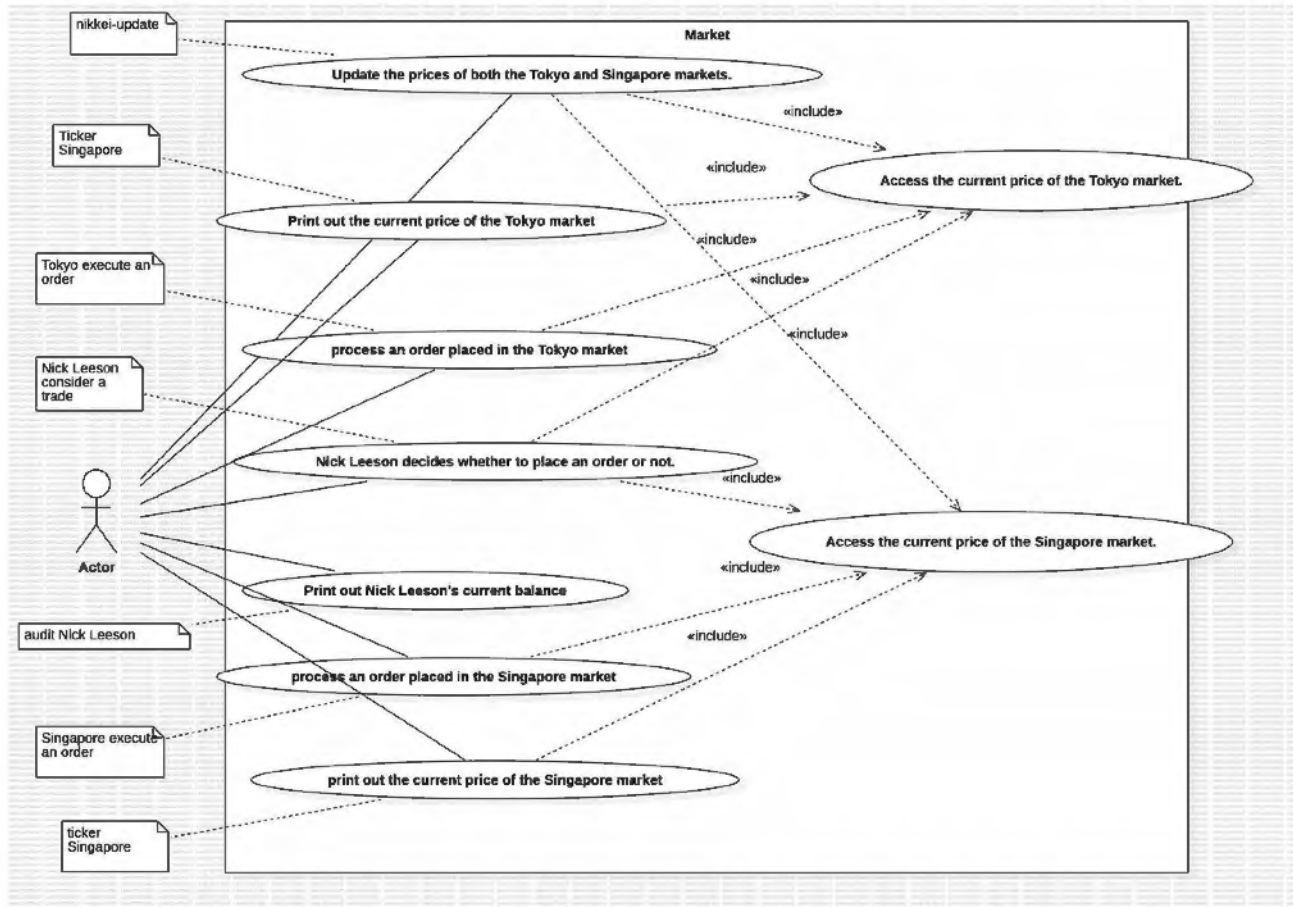 nikkei-update
Market
Update the prices of both the Tokyo and Singapore markets.
«include»
Ticker
Singapore
«include»
Access the current price of the Tokyo market.
Print out the current price of the Tokyo market
«include»
Tokyo execute an
order
«include»
«include»
process an order placed in the Tokyo market
Nick Leeson
consider a
trade
Nick Leeson decides whether to place an order or not.
«include»
Access the current price of the Singapore market.
Actor
«include»
Print out Nick Leeson's current balance
audit Nick Leeson
«include»
process an order placed in the Singapore market
Singapore execute
an order
print out the current price of the Singapore market
ticker
Singapore